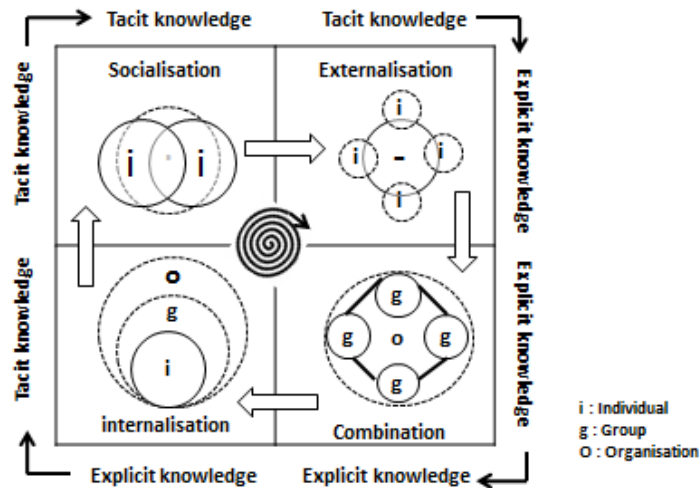 Tacit knowledge Tacit knowledge
Tacit knowledge
Socialisation
i i
Externalisation
i
i - i
i
Explicit knowledge
Tacit knowledge
o
g
i
internalisation
g
g o g
g
Combination
Explicit knowledge
Explicit knowledge Explicit knowledge
i : Individual
g : Group
O : Organisation